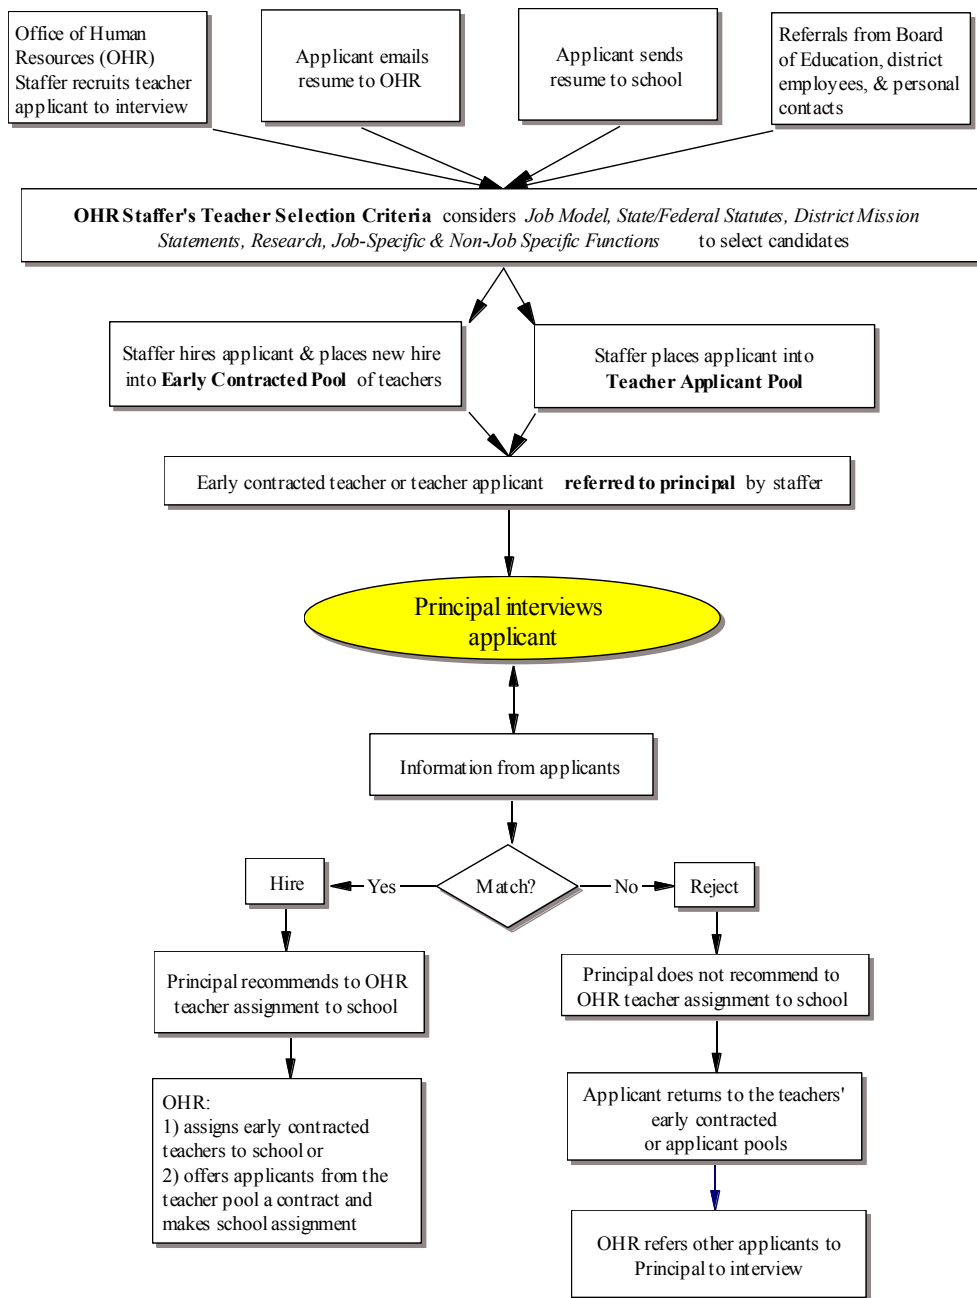 Office of Human
Resources (OHR)
Staffer recruits teacher
applicant to interview
Applicant emails
resume to OHR
Applicant sends
resume to school
Referrals from Board
of Education, district
employees, & personal
contacts
OHR Staffer's Teacher Selection Criteria considers Job Model, State/Federal Statutes, District Mission
Statements, Research, Job-Specific & Non-Job Specific Functions to select candidates
Staffer hires applicant & places new hire
into Early Contracted Pool of teachers
Staffer places applicant into
Teacher Applicant Pool
Early contracted teacher or teacher applicant referred to principal by staffer
Principal interviews
applicant
Information from applicants
Match?
Yes
Hire
No
Reject
Principal recommends to OHR
teacher assignment to school
Principal does not recommend to
OHR teacher assignment to school
OHR:
1) assigns early contracted
teachers to school or
2) offers applicants from the
teacher pool a contract and
makes school assignment
Applicant returns to the teachers'
early contracted
or applicant pools
OHR refers other applicants to
Principal to interview